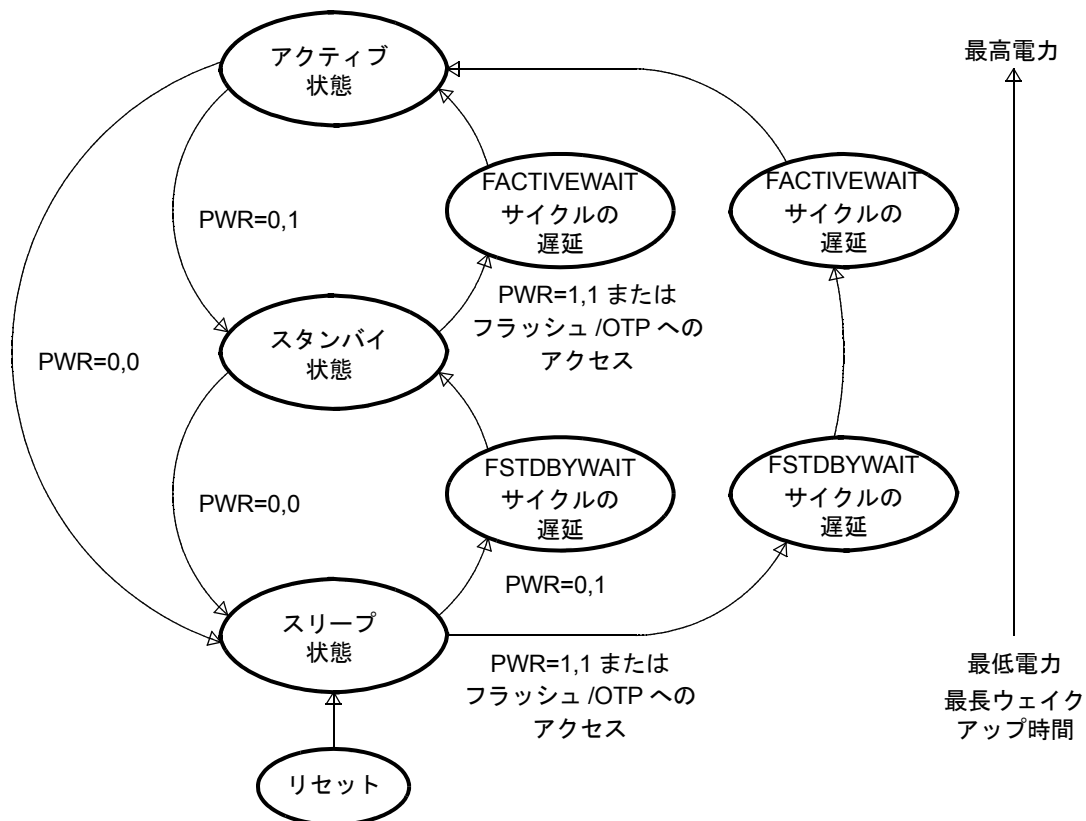 アクティブ
状態
最高電力
FACTIVEWAIT
サイクルの
遅延
FACTIVEWAIT
サイクルの
遅延
PWR=0,1
PWR=1,1 または
フラッシュ /OTP への
アクセス
スタンバイ
状態
PWR=0,0
FSTDBYWAIT
サイクルの
遅延
FSTDBYWAIT
サイクルの
遅延
PWR=0,0
PWR=0,1
スリープ
状態
PWR=1,1 または
フラッシュ /OTP への
アクセス
最低電力
最長ウェイク
アップ時間
リセット